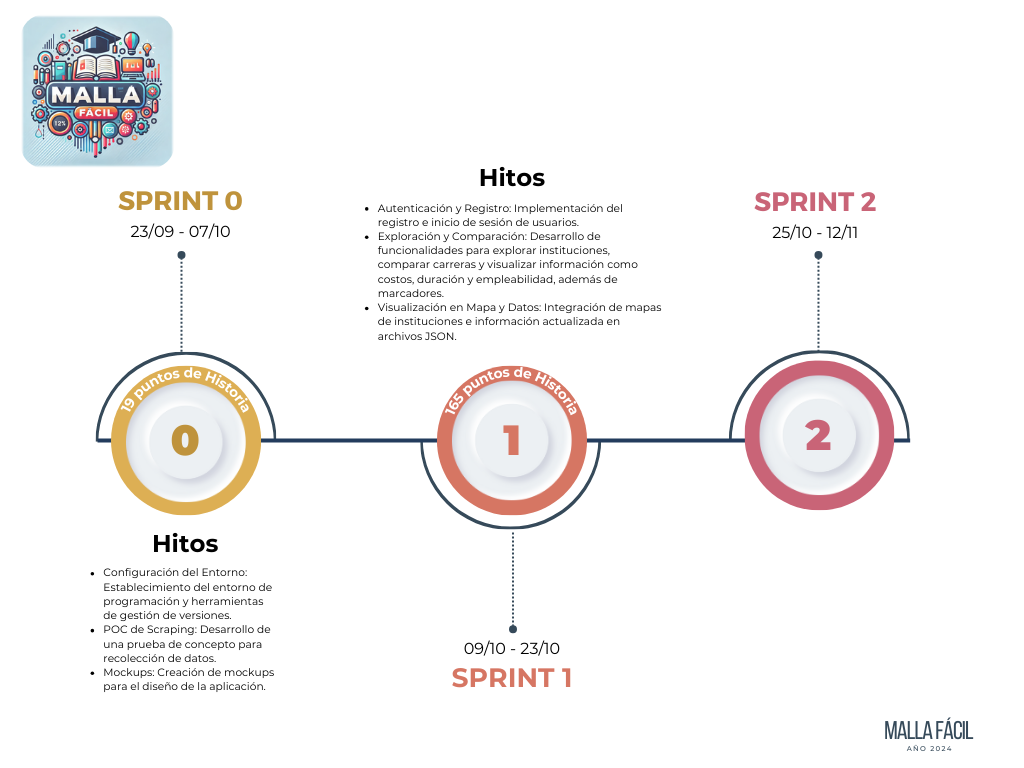 MALLA
FÁCIL
12%
SPRINT 0
23/09 - 07/10
19 puntos de Historia
0
Hitos
• Configuración del Entorno:
Establecimiento del entorno de
programación y herramientas
de gestión de versiones.
• POC de Scraping: Desarrollo de
una prueba de concepto para
recolección de datos.
• Mockups: Creación de mockups
para el diseño de la aplicación.
Hitos
• Autenticación y Registro: Implementación del
registro e inicio de sesión de usuarios.
• Exploración y Comparación: Desarrollo de
funcionalidades para explorar instituciones,
comparar carreras y visualizar información como
costos, duración y empleabilidad, además de
marcadores.
• Visualización en Mapa y Datos: Integración de mapas
de instituciones e información actualizada en
archivos JSON.
165 puntos de Historia
1
09/10 - 23/10
SPRINT 1
SPRINT 2
25/10 - 12/11
2
MALLA FÁCIL
AÑO 2024